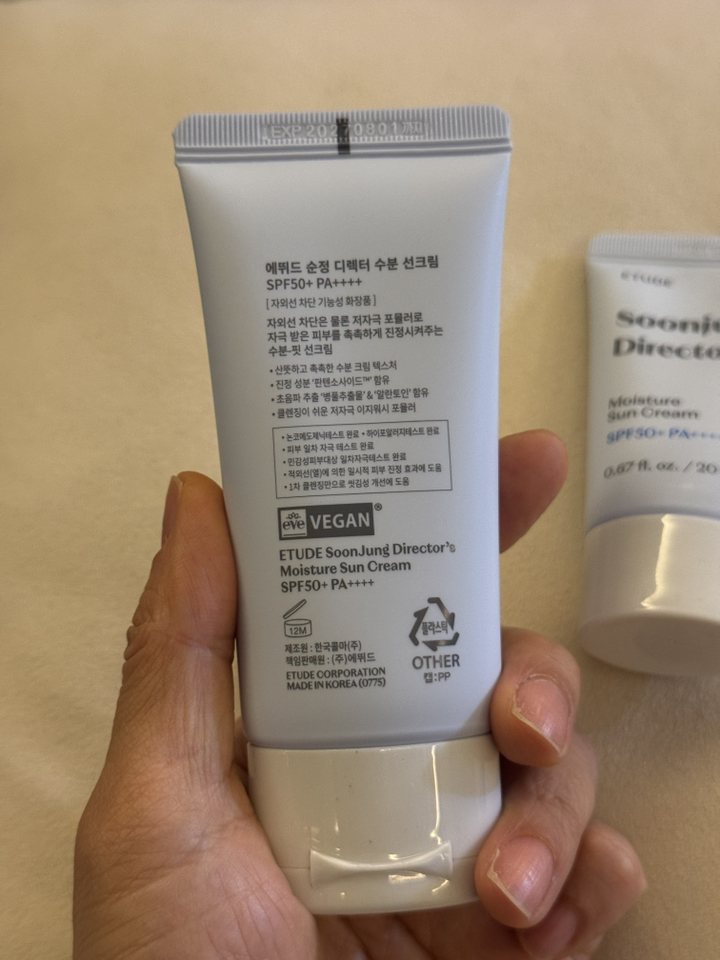 EXP 20270801까지
에뛰드 순정 디렉터 수분 선크림
SPF50+ PA++++
[ 자외선 차단 기능성 화장품 ]
자외선 차단은 물론 저자극 포뮬러로
자극 받은 피부를 촉촉하게 진정시켜주는
수분-핏 선크림
• 산뜻하고 촉촉한 수분 크림 텍스처
• 진정 성분 '판텐소사이드™' 함유
• 초음파 추출 '병풀추출물' & '알란토인' 함유
• 클렌징이 쉬운 저자극 이지워시 포뮬러
• 논코메도제닉테스트 완료 • 하이포알러지테스트 완료
• 피부 일차 자극 테스트 완료
• 민감성피부대상 일차자극테스트 완료
• 적외선(열)에 의한 일시적 피부 진정 효과에 도움
• 1차 클렌징만으로 씻김성 개선에 도움
eve VEGAN®
ETUDE SoonJung Director's
Moisture Sun Cream
SPF50+ PA++++
12M
플라스틱
OTHER
캡:PP
제조원 : 한국콜마(주)
책임판매원 : (주)에뛰드
ETUDE CORPORATION
MADE IN KOREA (0775)
ETUDE
Soonju
Directo
Moisture
Sun Cream
SPF50+ PA+++
0.67 fl. oz. / 20